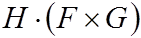 H · (F × G)